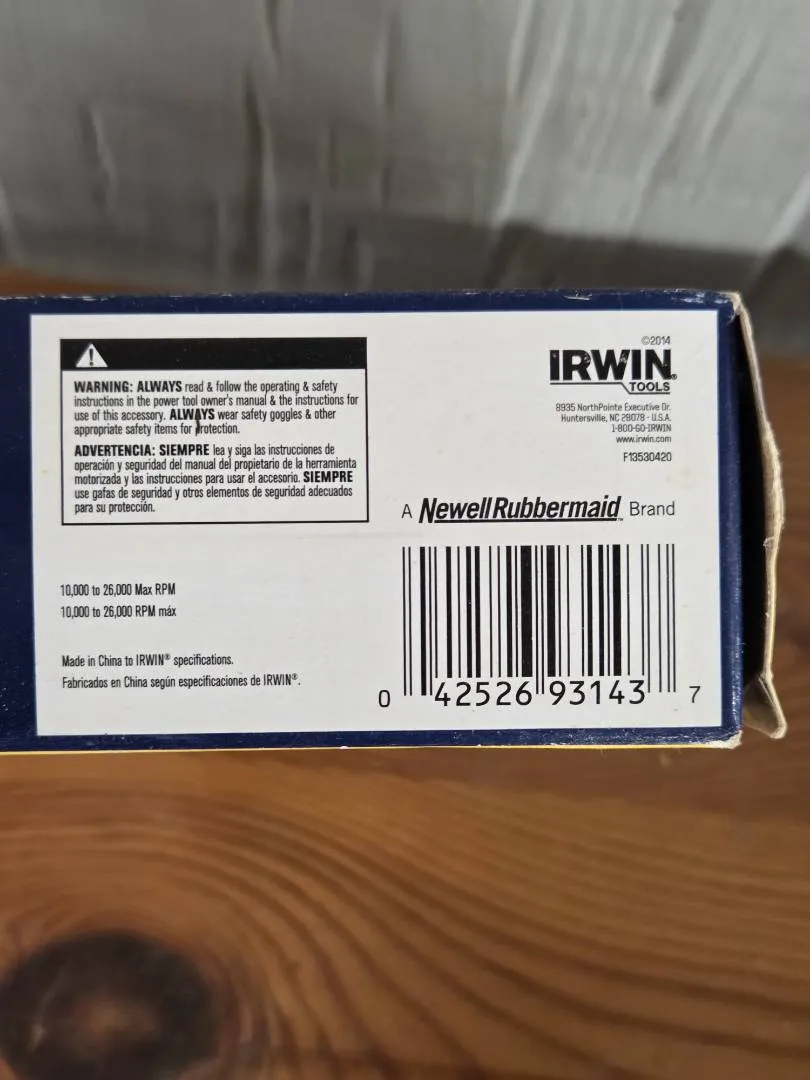 WARNING: ALWAYS read & follow the operating & safety
instructions in the power tool owner's manual & the instructions for
use of this accessory. ALWAYS wear safety goggles & other
appropriate safety items for protection.
ADVERTENCIA: SIEMPRE lea y siga las instrucciones de
operación y seguridad del manual del propietario de la herramienta
motorizada y las instrucciones para usar el accesorio. SIEMPRE
use gafas de seguridad y otros elementos de seguridad adecuados
para su protección.
10,000 to 26,000 Max RPM
10,000 to 26,000 RPM máx
Made in China to IRWIN® specifications.
Fabricados en China según especificaciones de IRWIN®.
©2014
IRWIN®
TOOLS
8935 NorthPointe Executive Dr.
Huntersville, NC 28078 - U.S.A.
1-800-GO-IRWIN
www.irwin.com
F13530420
A Newell Rubbermaid™ Brand
0 42526 93143 7